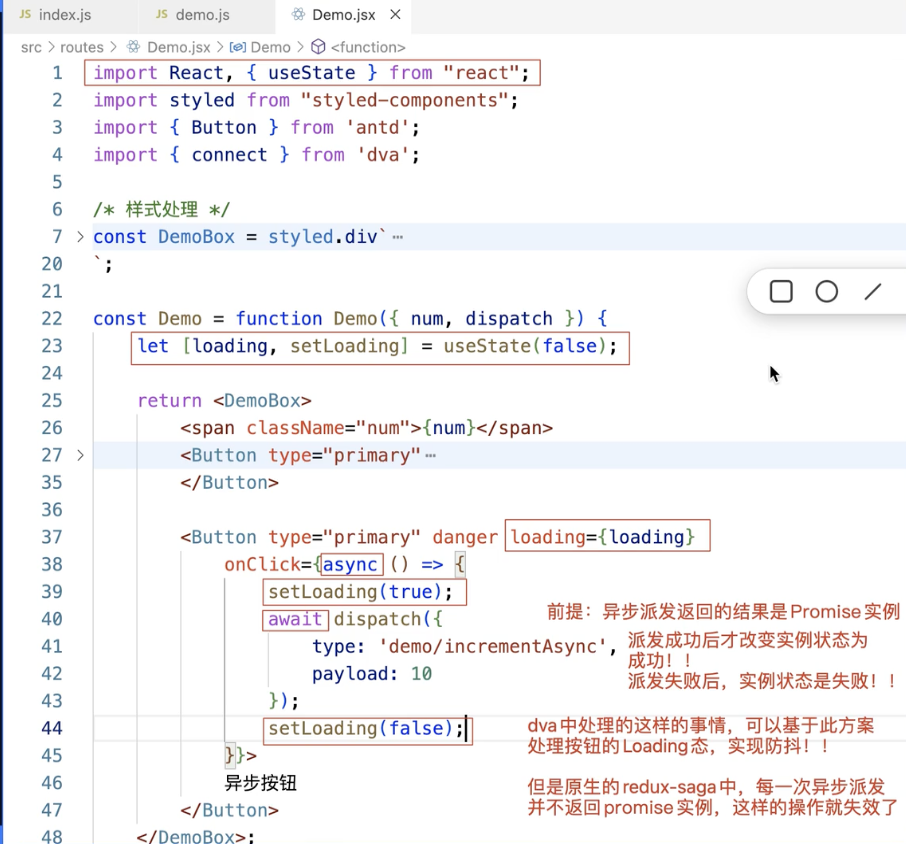 JS index.js JS demo.js Demo.jsx ×
src > routes > Demo.jsx > Demo > <function>
1 import React, { useState } from "react";
2 import styled from "styled-components";
3 import { Button } from 'antd';
4 import { connect } from 'dva';
5
6 /* 样式处理 */
7 > const DemoBox = styled.div` ⋯
20 `;
21
22 const Demo = function Demo({ num, dispatch }) {
23 let [loading, setLoading] = useState(false);
24
25 return <DemoBox>
26 <span className="num">{num}</span>
27 > <Button type="primary" ⋯
35 </Button>
36
37 <Button type="primary" danger loading={loading}
38 onClick={async () => {
39 setLoading(true);
40 await dispatch({
前提：异步派发返回的结果是Promise实例
41 type: 'demo/incrementAsync',
派发成功后才改变实例状态为
成功！！
42 payload: 10
派发失败后，实例状态是失败！！
43 });
44 setLoading(false);
dva中处理的这样的事情，可以基于此方案
处理按钮的Loading态，实现防抖！！
45 }}>
46 异步按钮
但是原生的redux-saga中，每一次异步派发
并不返回promise实例，这样的操作就失效了
47 </Button>
48 </DemoBox>;